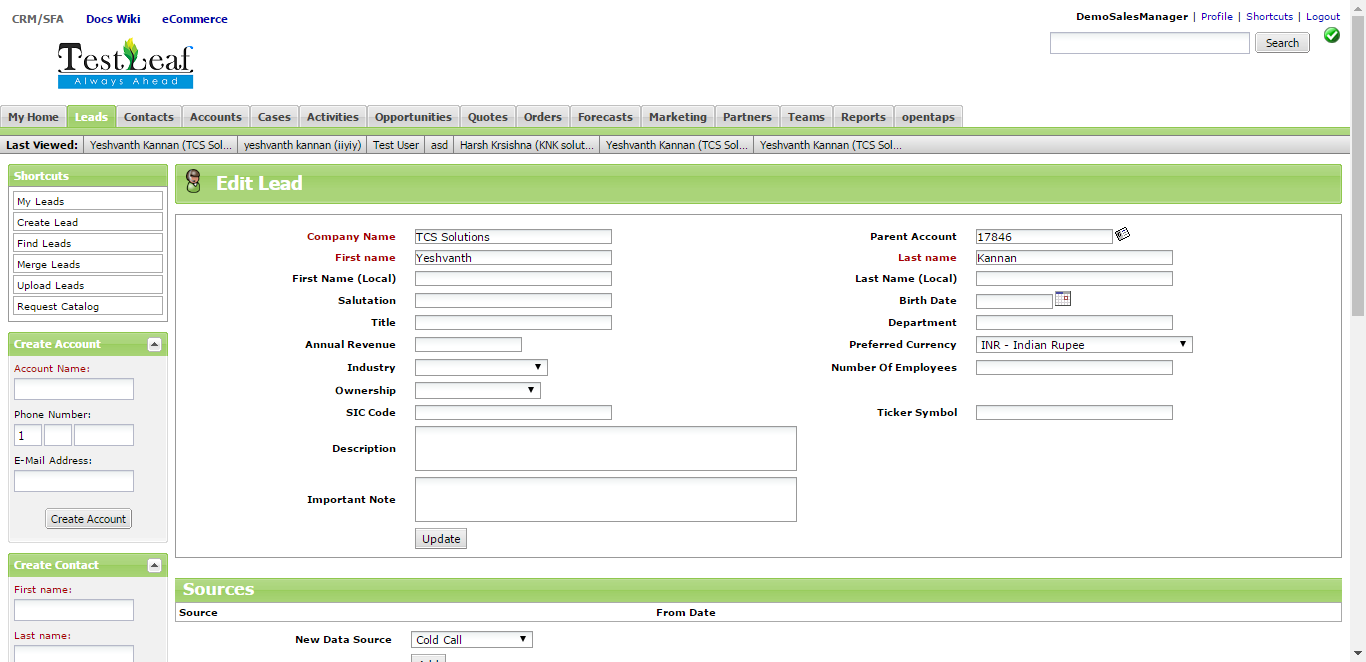 CRM/SFA Docs Wiki eCommerce
DemoSalesManager | Profile | Shortcuts | Logout
Search
TestLeaf
Always Ahead
My Home Leads Contacts Accounts Cases Activities Opportunities Quotes Orders Forecasts Marketing Partners Teams Reports opentaps
Last Viewed: Yeshvanth Kannan (TCS Sol... yeshvanth kannan (iiyiy) Test User asd Harsh Krsishna (KNK solut... Yeshvanth Kannan (TCS Sol... Yeshvanth Kannan (TCS Sol...
Shortcuts
My Leads
Create Lead
Find Leads
Merge Leads
Upload Leads
Request Catalog
Create Account
Account Name:
Phone Number:
1
E-Mail Address:
Create Account
Create Contact
First name:
Last name:
Edit Lead
Company Name TCS Solutions Parent Account 17846
First name Yeshvanth Last name Kannan
First Name (Local) Last Name (Local)
Salutation Birth Date
Title Department
Annual Revenue Preferred Currency INR - Indian Rupee
Industry Number Of Employees
Ownership
SIC Code Ticker Symbol
Description
Important Note
Update
Sources
Source From Date
New Data Source Cold Call